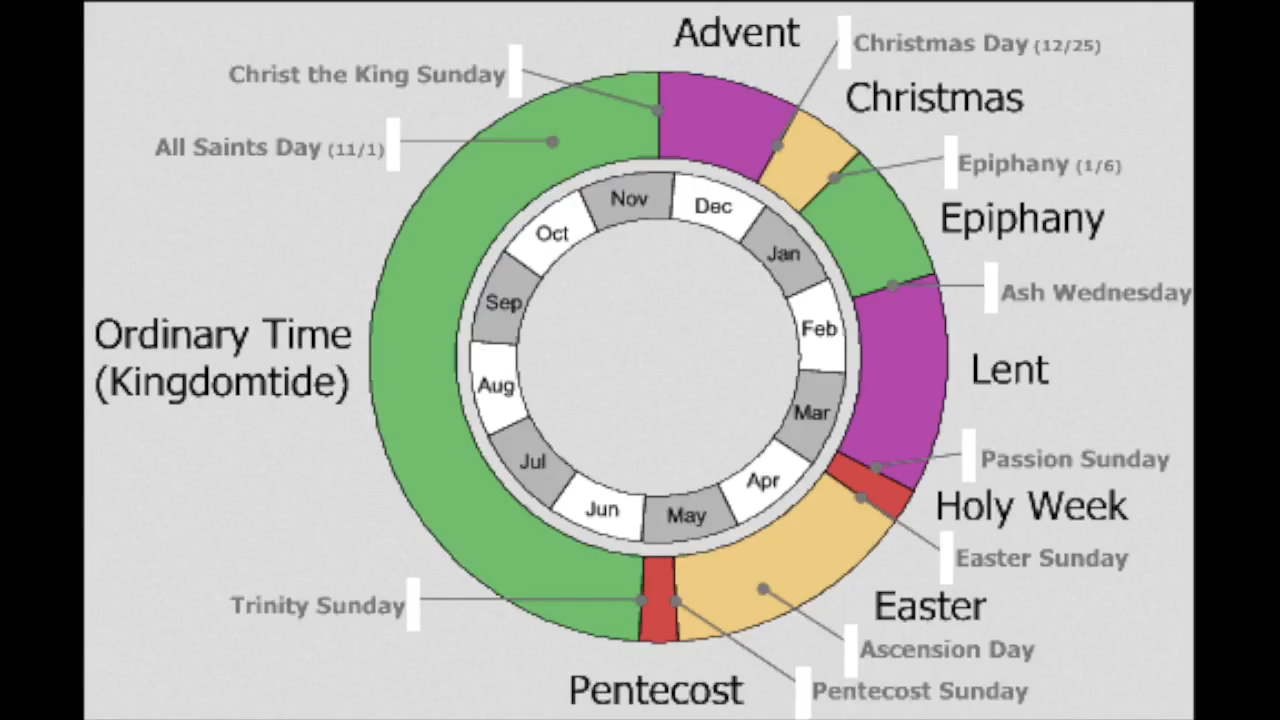 Advent
Christmas Day (12/25)
Christ the King Sunday
Christmas
All Saints Day (11/1)
Epiphany (1/6)
Epiphany
Nov
Dec
Oct
Jan
Ash Wednesday
Sep
Feb
Ordinary Time
(Kingdomtide)
Lent
Aug
Mar
Jul
Apr
Passion Sunday
Jun
May
Holy Week
Easter Sunday
Trinity Sunday
Easter
Ascension Day
Pentecost
Pentecost Sunday